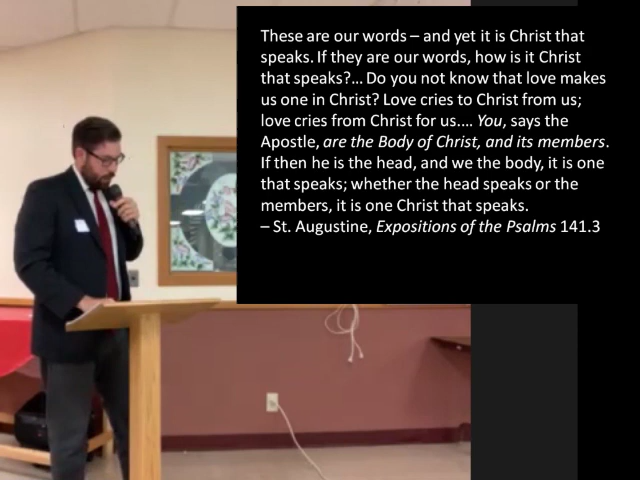 These are our words – and yet it is Christ that
speaks. If they are our words, how is it Christ
that speaks?... Do you not know that love makes
us one in Christ? Love cries to Christ from us;
love cries from Christ for us.... You, says the
Apostle, are the Body of Christ, and its members.
If then he is the head, and we the body, it is one
that speaks; whether the head speaks or the
members, it is one Christ that speaks.
– St. Augustine, Expositions of the Psalms 141.3